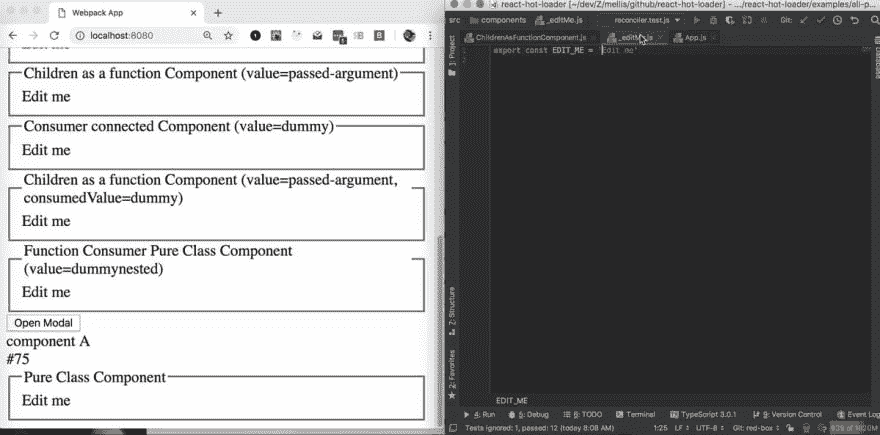 Webpack App
localhost:8080
Children as a function Component (value=passed-argument)
Edit me
Consumer connected Component (value=dummy)
Edit me
Children as a function Component (value=passed-argument,
consumedValue=dummy)
Edit me
Function Consumer Pure Class Component
(value=dummynested)
Edit me
Open Modal
component A
#75
Pure Class Component
Edit me
react-hot-loader [~/dev/Z/mellis/github/react-hot-loader] - .../react-hot-loader/examples/eli-p...
src components _editMe.js reconciler.test.js Git:
ChildrenAsFunctionComponent.js _editMe.js App.js
export const EDIT_ME = 'Edit me'
1: Project
Z: Structure
2: Favorites
EDIT_ME
4: Run 5: Debug 6: TODO Terminal TypeScript 3.0.1 9: Version Control Event Log
Tests ignored: 1, passed: 12 (today 8:08 AM) 1:25 LF UTF-8 Git: red-box